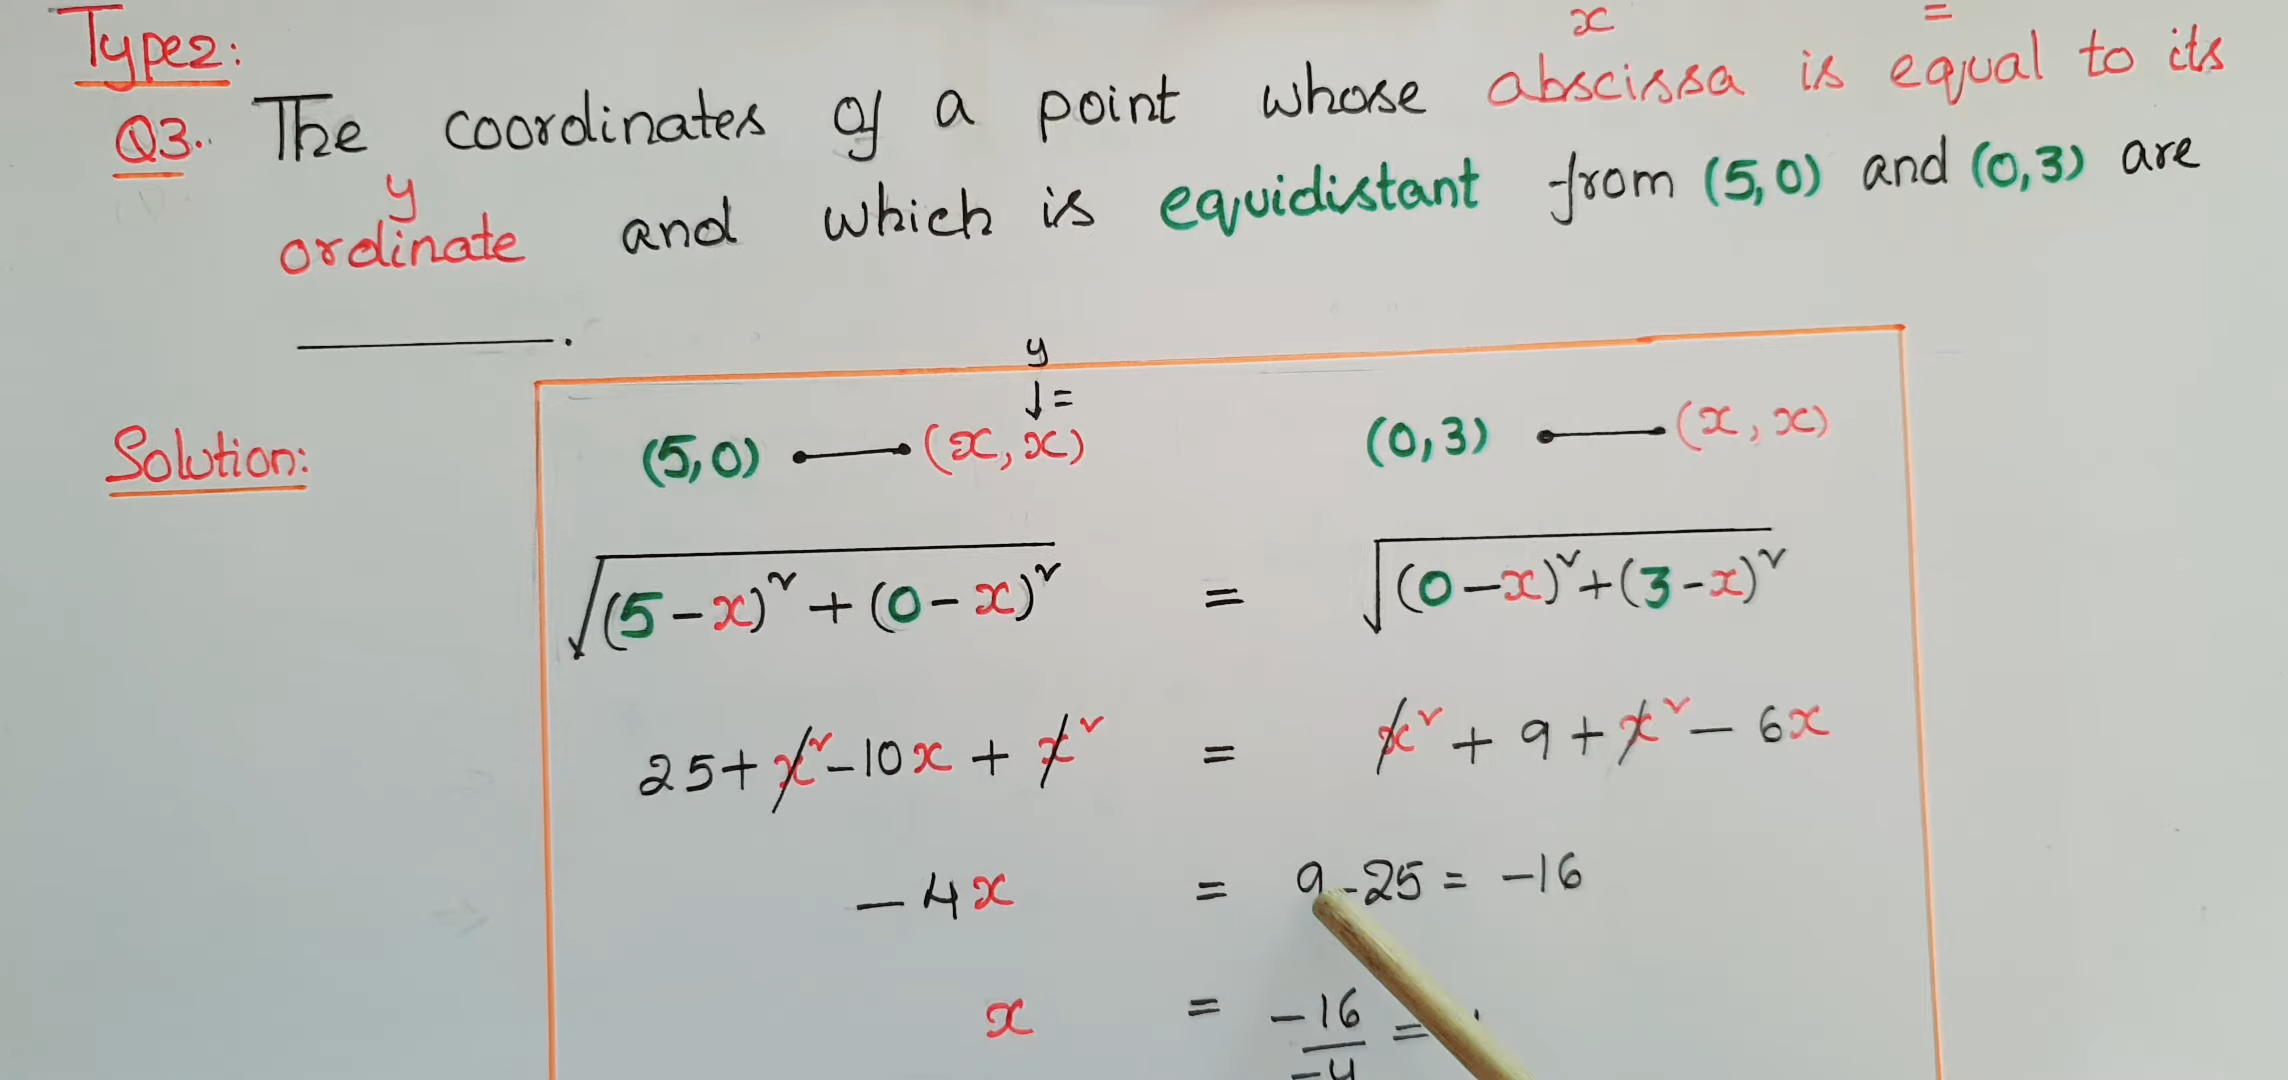 x =
Type2:
Q3. The coordinates of a point whose abscissa is equal to its
y
ordinate and which is equidistant from (5,0) and (0,3) are
.
y
↓=
Solution: (5,0) (x,x) (0,3) (x,x)
√(5-x)² + (0-x)² = √(0-x)²+(3-x)²
25+x²-10x+x² = x²+9+x²-6x
-4x = 9-25 = -16
x = -16/-4 =